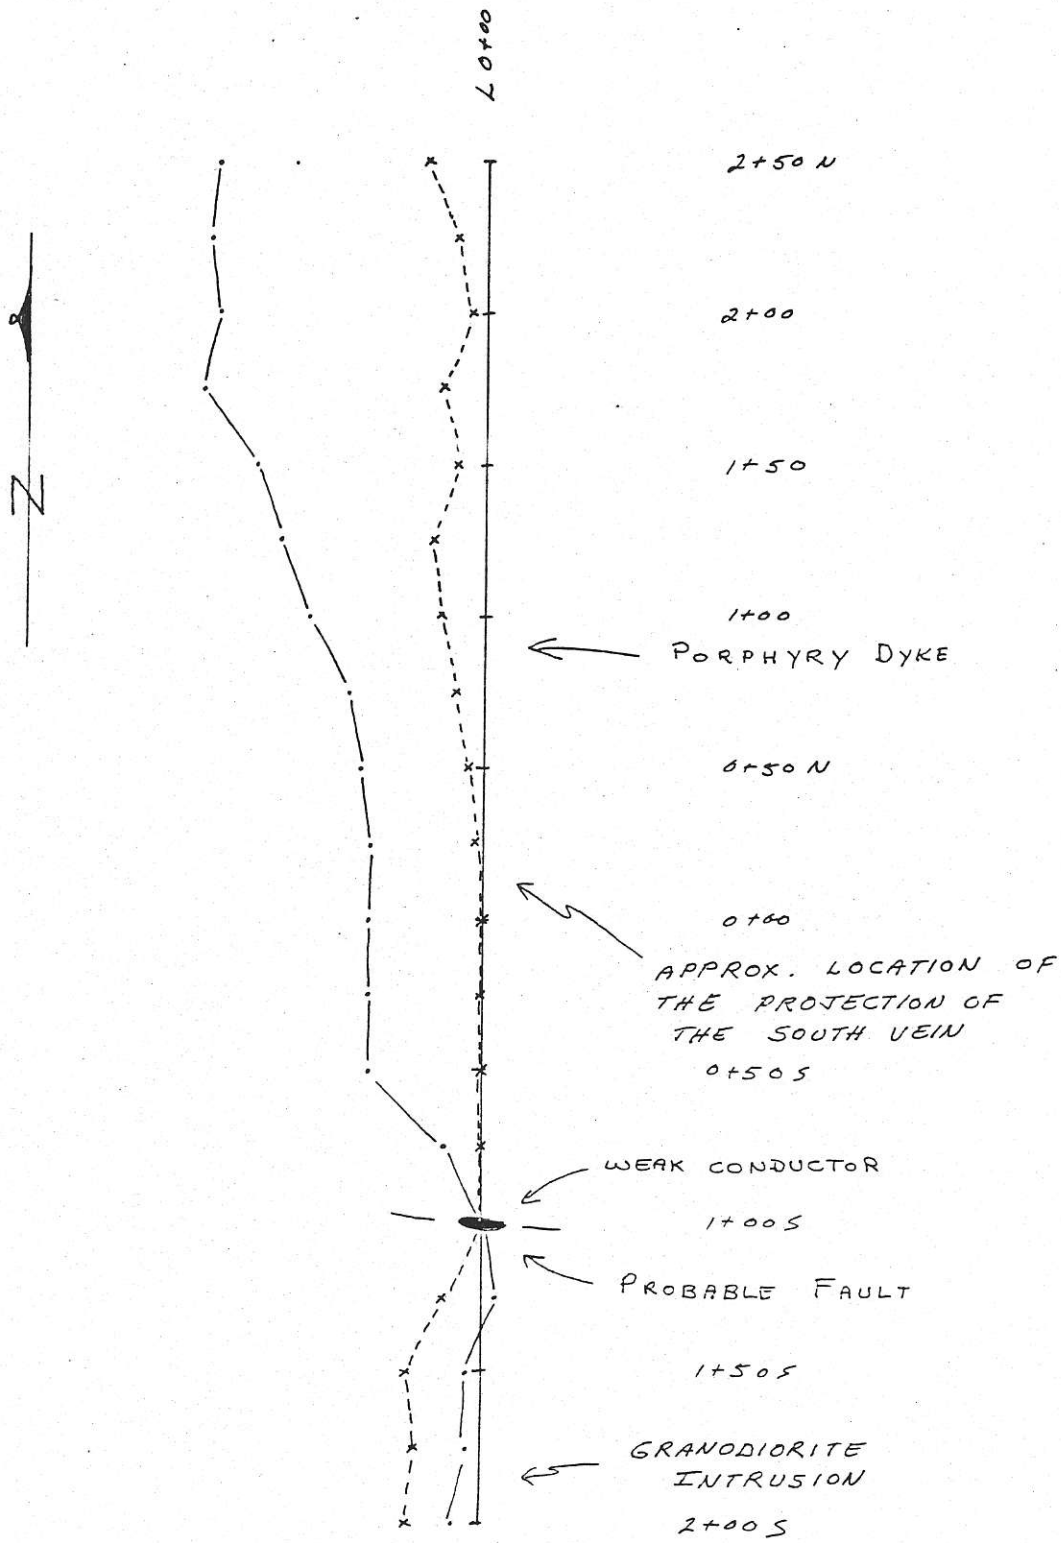 L 0+00
2+50 N
2+00
Z
1+50
1+00
PORPHYRY DYKE
0+50 N
0+00
APPROX. LOCATION OF
THE PROJECTION OF
THE SOUTH VEIN
0+50 S
WEAK CONDUCTOR
1+00 S
PROBABLE FAULT
1+50 S
GRANODIORITE
INTRUSION
2+00 S